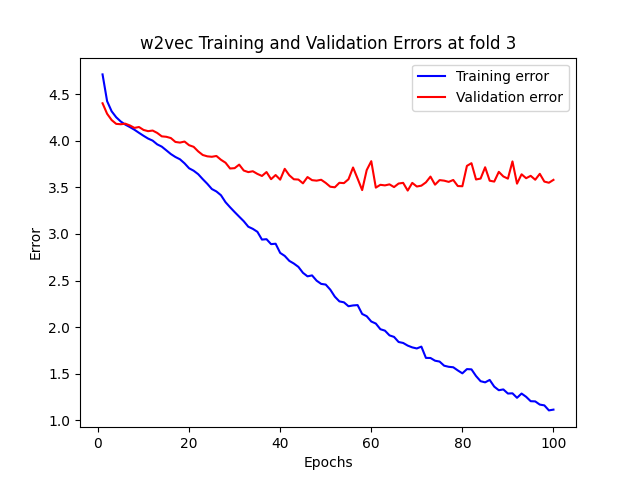 w2vec Training and Validation Errors at fold 3
Training error
Validation error
Error
4.5
4.0
3.5
3.0
2.5
2.0
1.5
1.0
0 20 40 60 80 100
Epochs